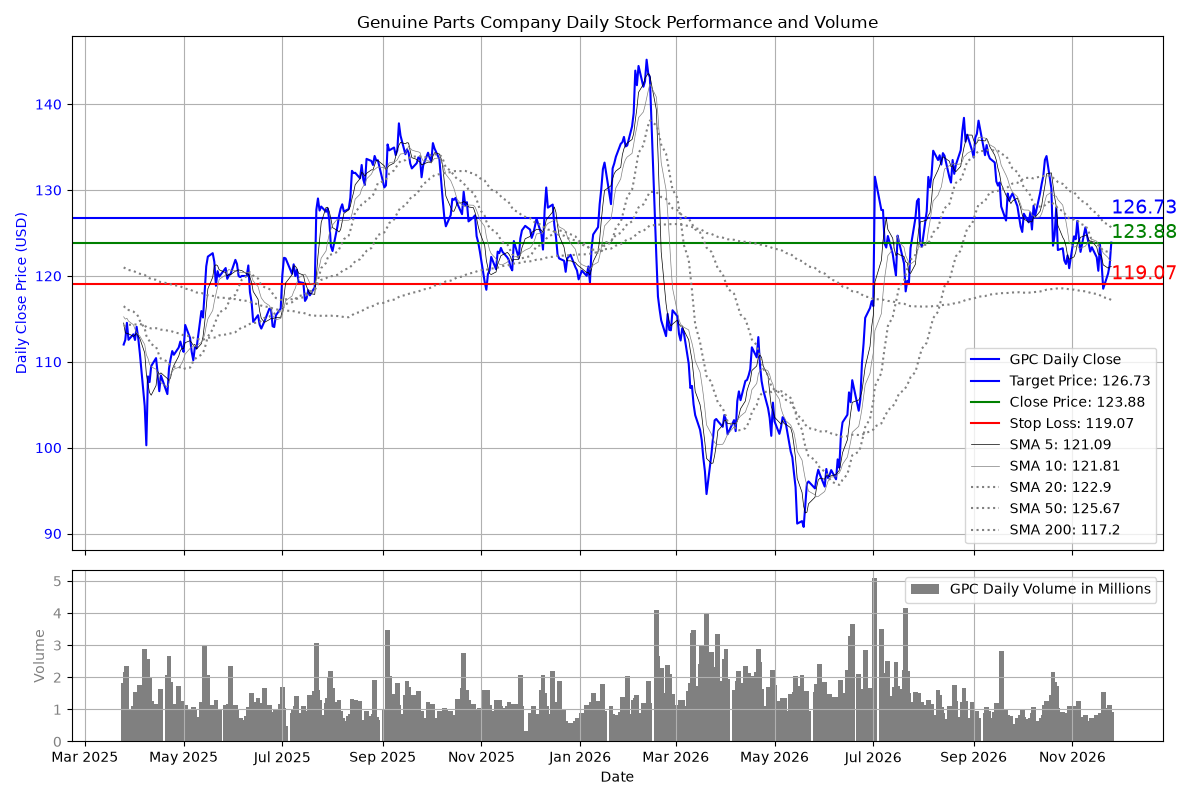 Genuine Parts Company Daily Stock Performance and Volume
Daily Close Price (USD)
140
130
120
110
100
90
126.73
123.88
119.07
GPC Daily Close
Target Price: 126.73
Close Price: 123.88
Stop Loss: 119.07
SMA 5: 121.09
SMA 10: 121.81
SMA 20: 122.9
SMA 50: 125.67
SMA 200: 117.2
Volume
5
4
3
2
1
0
GPC Daily Volume in Millions
Mar 2025 May 2025 Jul 2025 Sep 2025 Nov 2025 Jan 2026 Mar 2026 May 2026 Jul 2026 Sep 2026 Nov 2026
Date